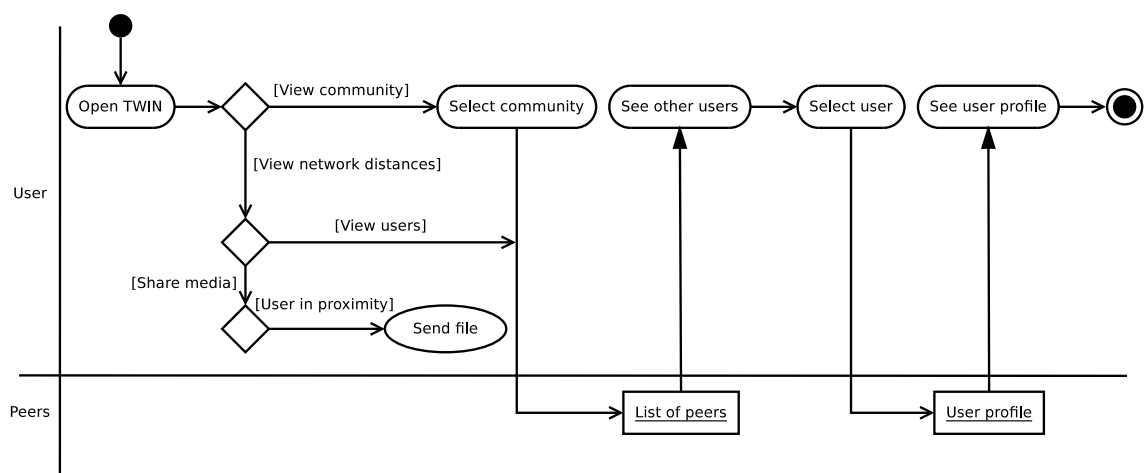 [View community]
Open TWIN
Select community
See other users
Select user
See user profile
[View network distances]
User
[View users]
[Share media]
[User in proximity]
Send file
Peers
List of peers
User profile